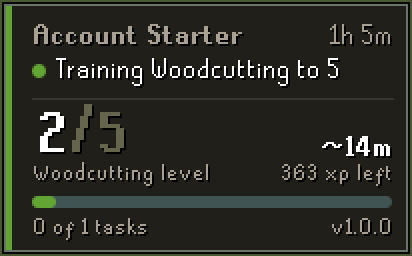 Account Starter 1h 5m
Training Woodcutting to 5
2/5 ~14m
Woodcutting level 363 xp left
0 of 1 tasks v1.0.0